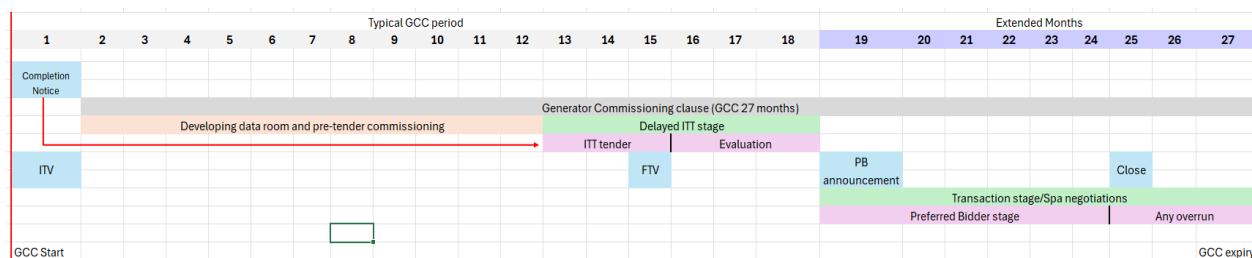 Typical GCC period
Extended Months
1 2 3 4 5 6 7 8 9 10 11 12 13 14 15 16 17 18 19 20 21 22 23 24 25 26 27
Completion
Notice
Generator Commissioning clause (GCC 27 months)
Developing data room and pre-tender commissioning
Delayed ITT stage
ITT tender
Evaluation
ITV
FTV
PB
announcement
Close
Transaction stage/Spa negotiations
Preferred Bidder stage
Any overrun
GCC Start
GCC expiry